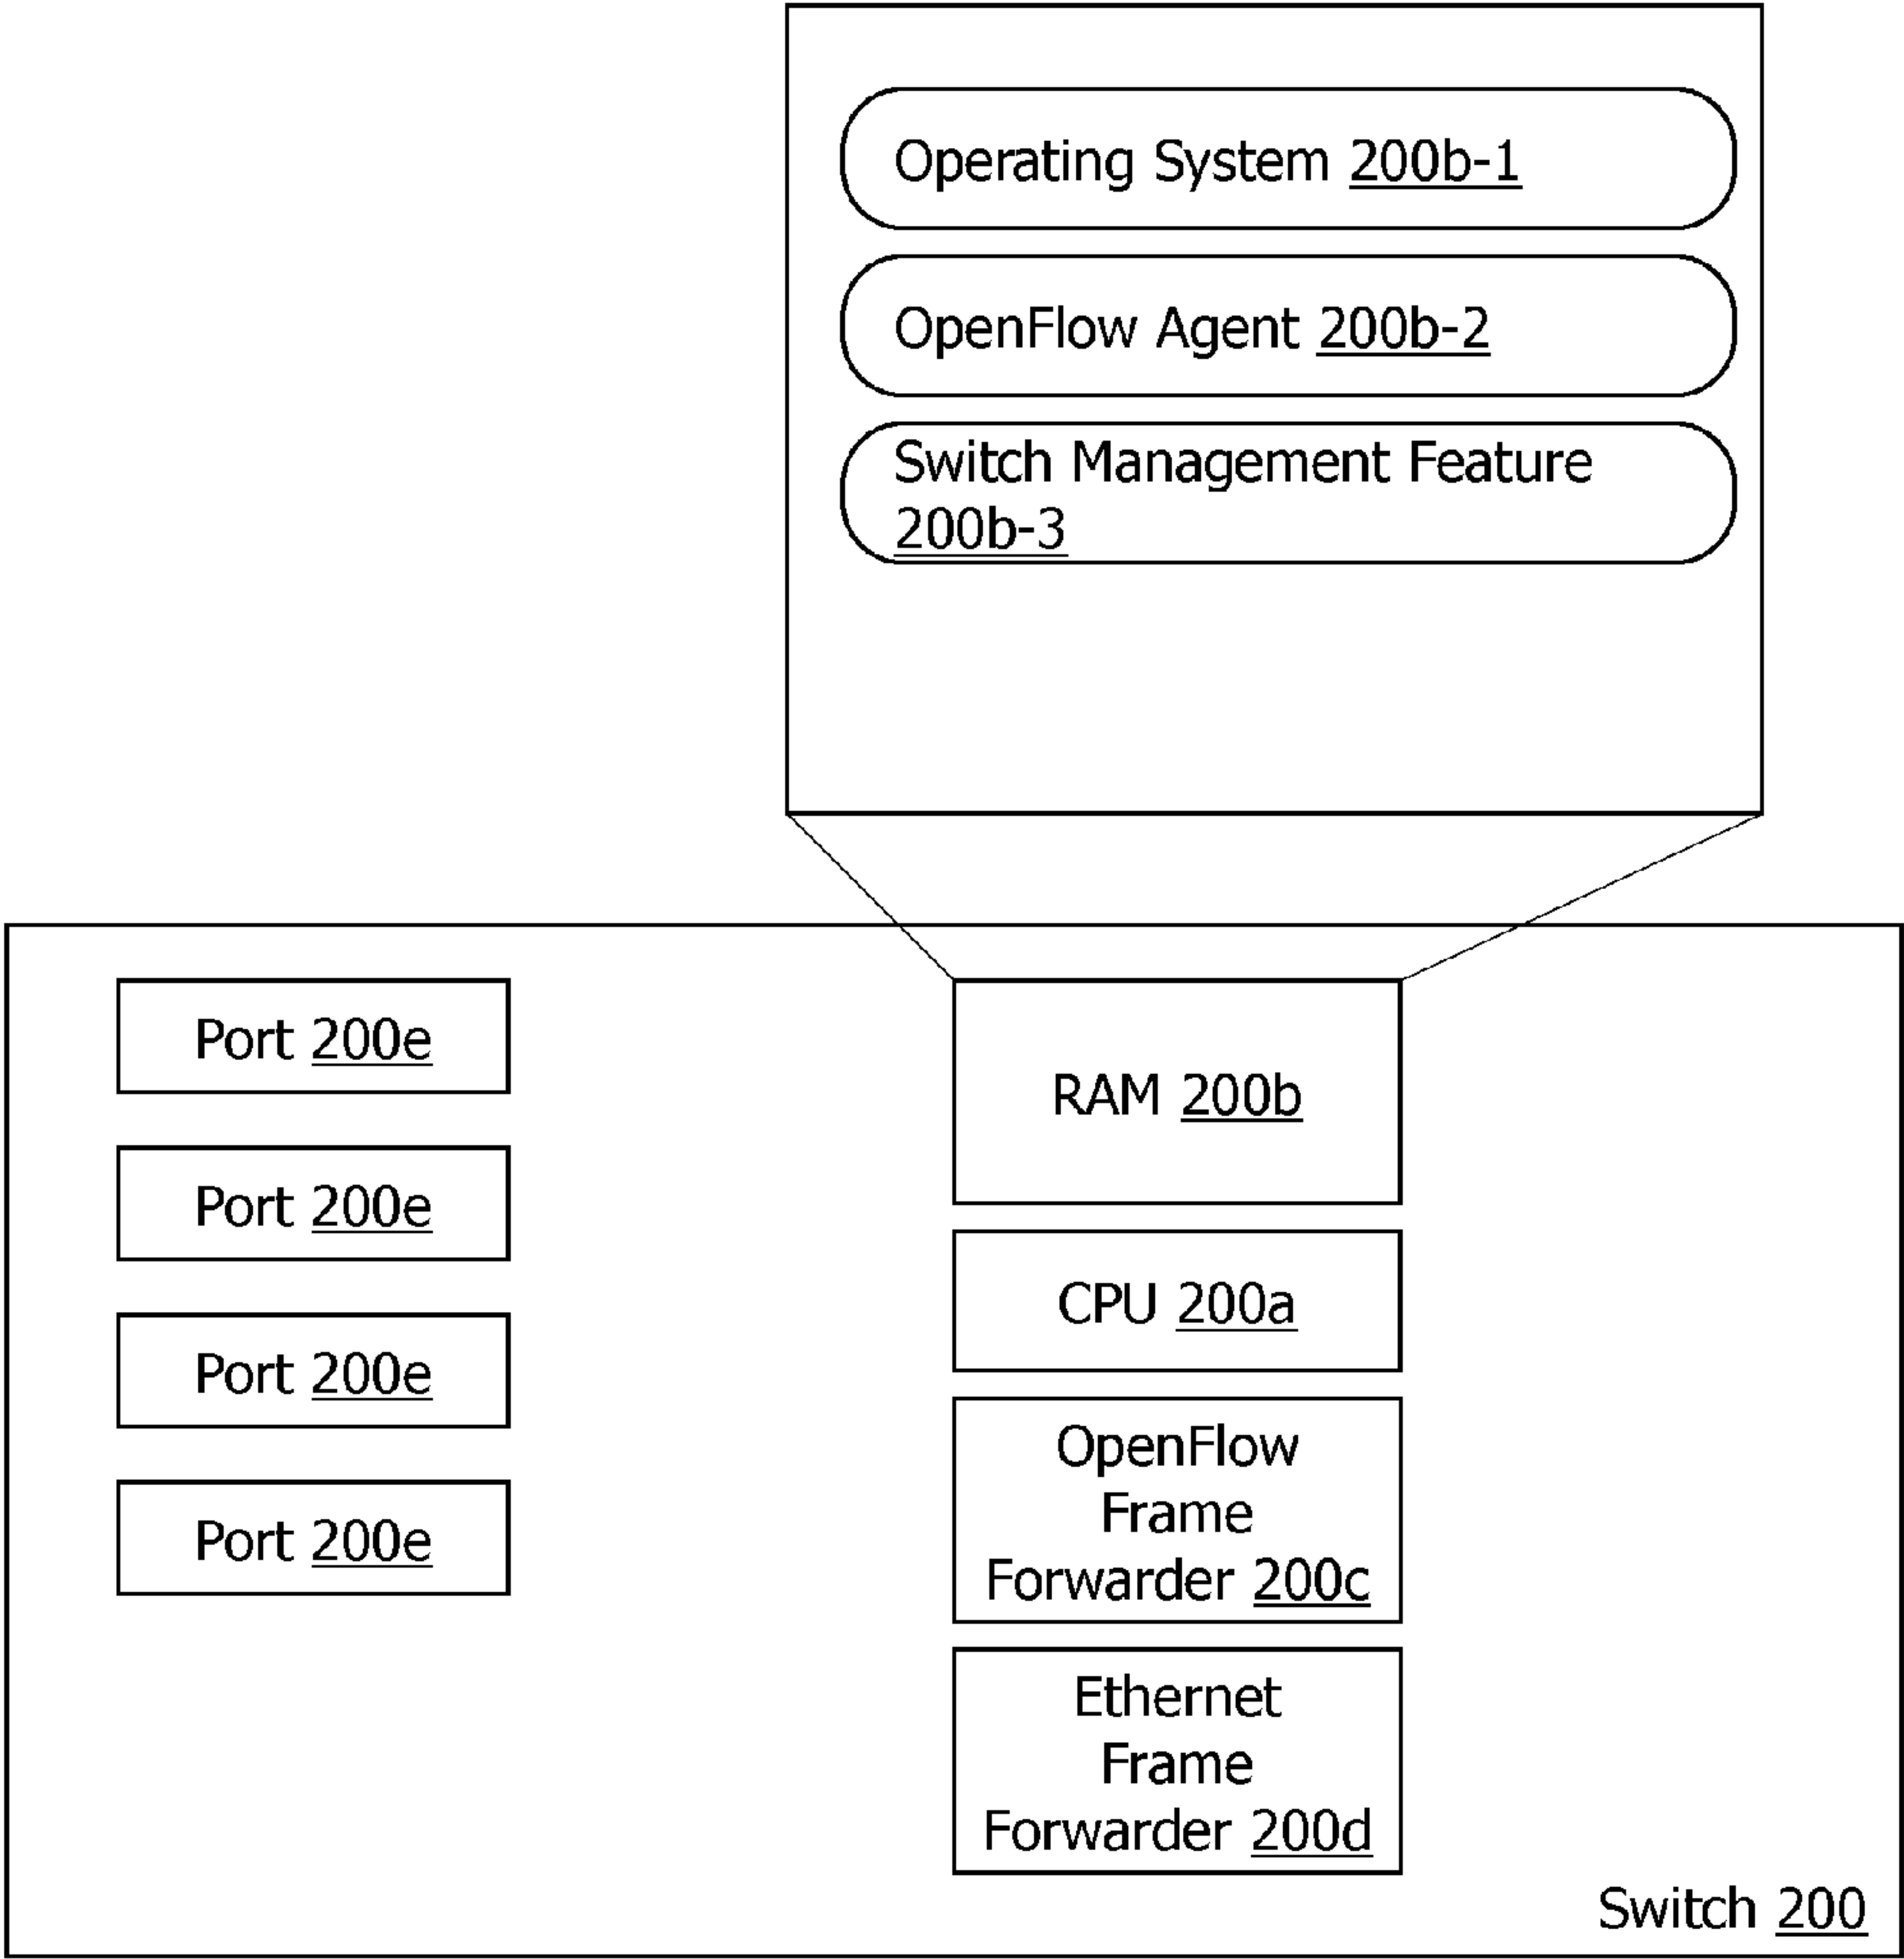 Operating System 200b-1
OpenFlow Agent 200b-2
Switch Management Feature
200b-3
Port 200e
Port 200e
Port 200e
Port 200e
RAM 200b
CPU 200a
OpenFlow
Frame
Forwarder 200c
Ethernet
Frame
Forwarder 200d
Switch 200